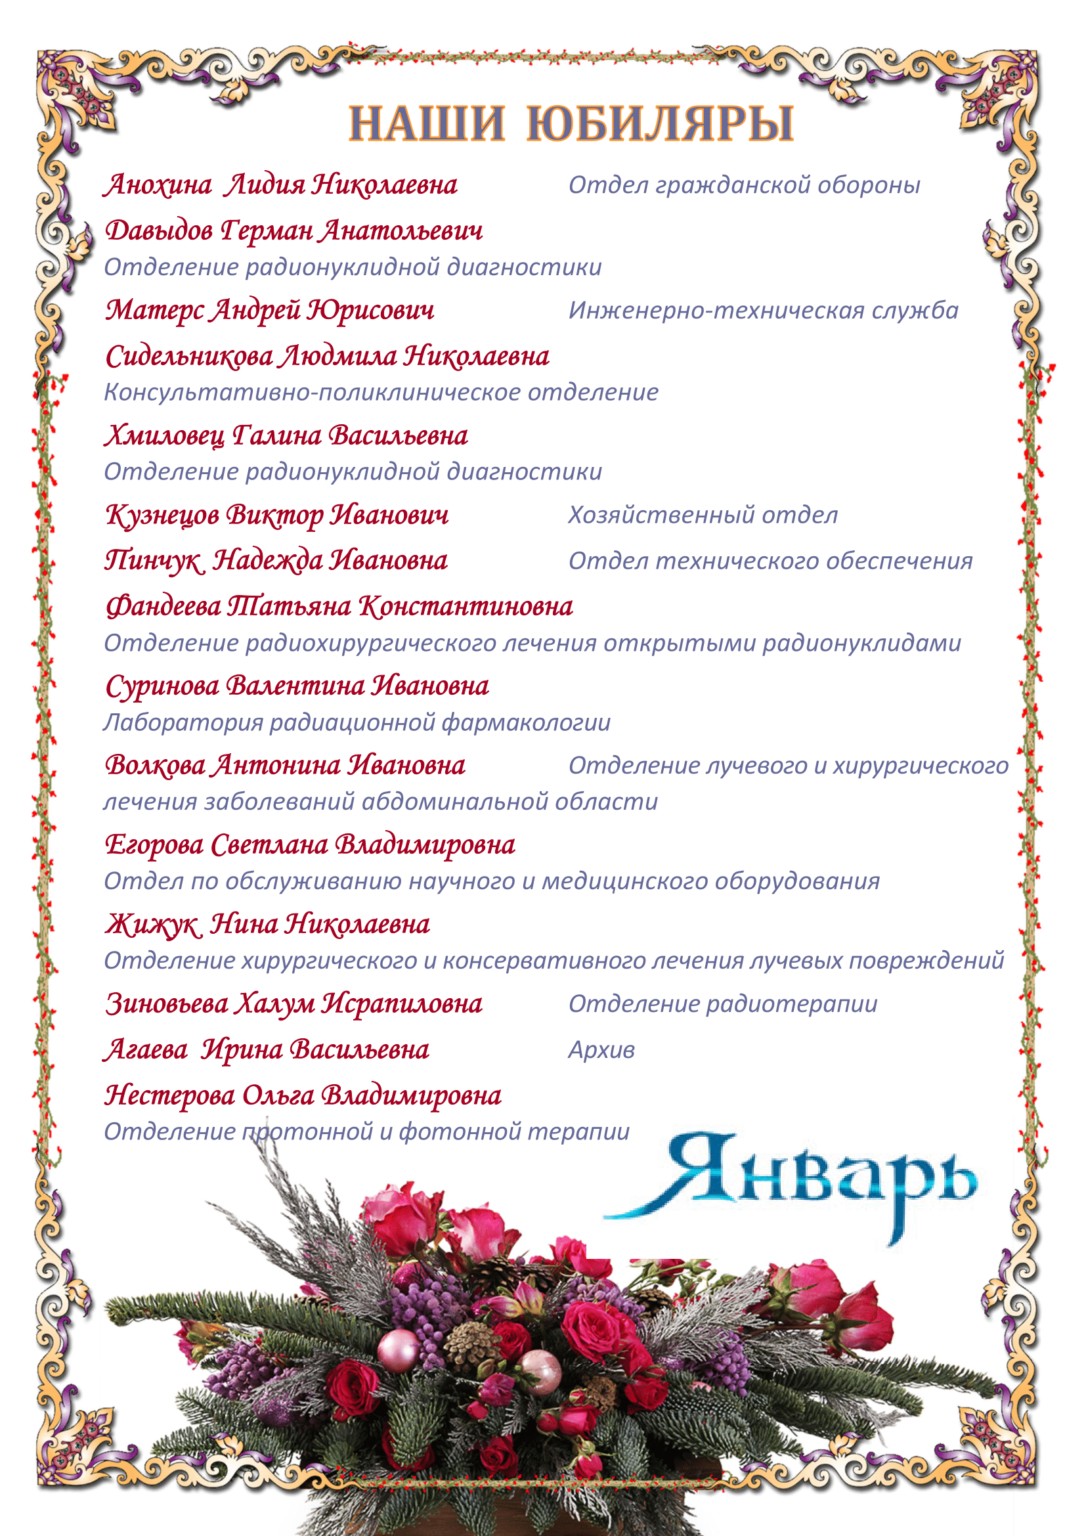 НАШИ ЮБИЛЯРЫ
Анохина Лидия Николаевна Отдел гражданской обороны
Давыдов Герман Анатольевич
Отделение радионуклидной диагностики
Матерс Андрей Юрисович Инженерно-техническая служба
Сидельникова Людмила Николаевна
Консультативно-поликлиническое отделение
Хмиловец Галина Васильевна
Отделение радионуклидной диагностики
Кузнецов Виктор Иванович Хозяйственный отдел
Пинчук Надежда Ивановна Отдел технического обеспечения
Фандеева Татьяна Константиновна
Отделение радиохирургического лечения открытыми радионуклидами
Суринова Валентина Ивановна
Лаборатория радиационной фармакологии
Волкова Антонина Ивановна Отделение лучевого и хирургического
лечения заболеваний абдоминальной области
Егорова Светлана Владимировна
Отдел по обслуживанию научного и медицинского оборудования
Жижук Нина Николаевна
Отделение хирургического и консервативного лечения лучевых повреждений
Зиновьева Халум Исрапиловна Отделение радиотерапии
Агаева Ирина Васильевна Архив
Нестерова Ольга Владимировна
Отделение протонной и фотонной терапии
Январь